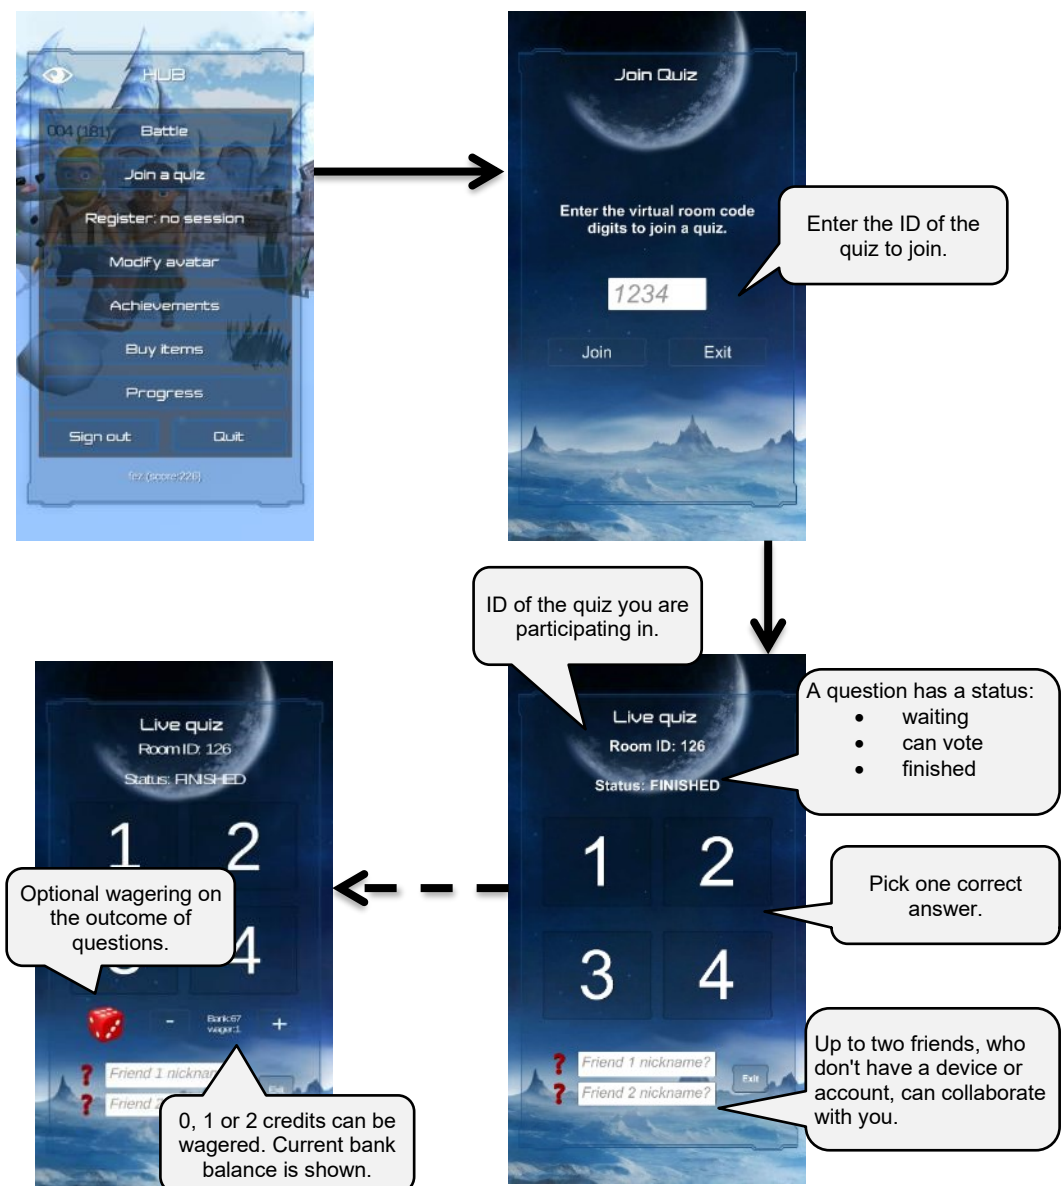 HUB
004 (181)
Battle
Join a quiz
Register: no session
Modify avatar
Achievements
Buy items
Progress
Sign out
Quit
fez (score:226)
Join Quiz
Enter the virtual room code
digits to join a quiz.
1234
Join
Exit
Enter the ID of the
quiz to join.
ID of the quiz you are
participating in.
Live quiz
Room ID: 126
Status: FINISHED
1
2
3
4
Friend 1 nickname?
Friend 2 nickname?
Exit
A question has a status:
• waiting
• can vote
• finished
Pick one correct
answer.
Up to two friends, who
don't have a device or
account, can collaborate
with you.
Live quiz
Room ID: 126
Status: FINISHED
1
2
4
Optional wagering on
the outcome of
questions.
-
Bank:67
wager:1
+
Friend 1
Friend
Exit
0, 1 or 2 credits can be
wagered. Current bank
balance is shown.